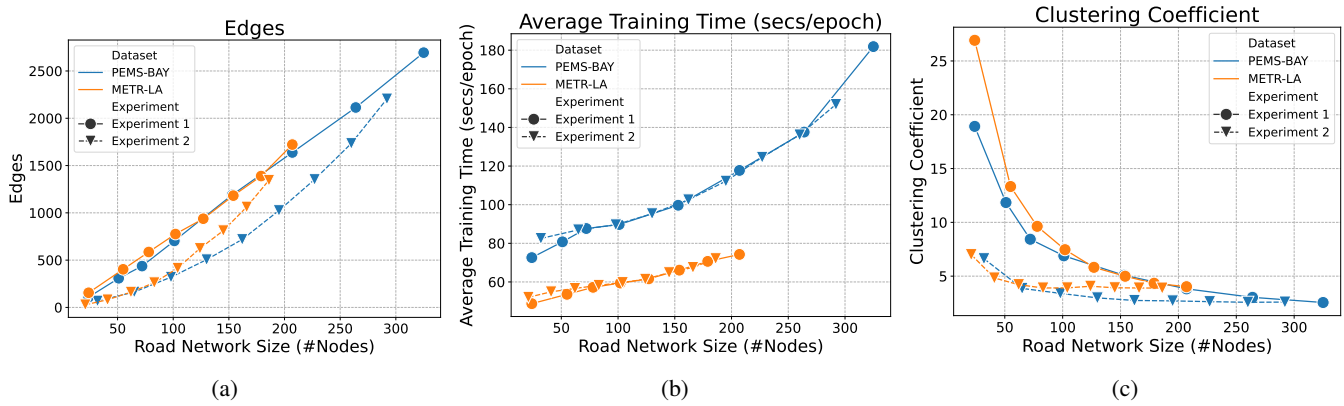 Edges
Dataset
PEMS-BAY
METR-LA
Experiment
Experiment 1
Experiment 2
2500
2000
1500
1000
500
0
Edges
50 100 150 200 250 300
Road Network Size (#Nodes)
(a)
Average Training Time (secs/epoch)
Dataset
PEMS-BAY
METR-LA
Experiment
Experiment 1
Experiment 2
180
160
140
120
100
80
60
Average Training Time (secs/epoch)
50 100 150 200 250 300
Road Network Size (#Nodes)
(b)
Clustering Coefficient
Dataset
PEMS-BAY
METR-LA
Experiment
Experiment 1
Experiment 2
25
20
15
10
5
Clustering Coefficient
50 100 150 200 250 300
Road Network Size (#Nodes)
(c)